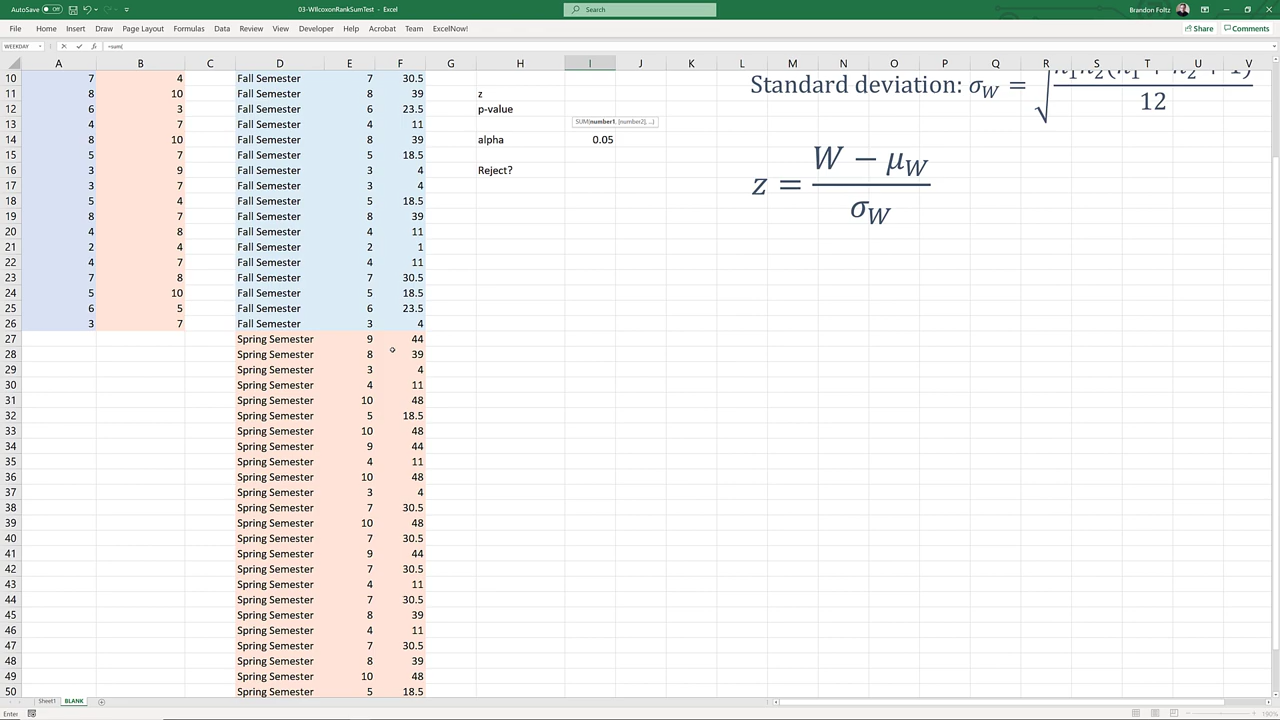 AutoSave Off 03-WIlcoxonRankSumTest - Excel Search Brandon Foltz
File Home Insert Draw Page Layout Formulas Data Review View Developer Help Acrobat Team ExcelNow! Share Comments
WEEKDAY =sum(
A B C D E F G H I J K L M N O P Q R S T U V
10 7 4 Fall Semester 7 30.5
11 8 10 Fall Semester 8 39 z Standard deviation: σW = √ n1n2(n1 + n2 + 1) / 12
12 6 3 Fall Semester 6 23.5 p-value
13 4 7 Fall Semester 4 11 SUM(number1, [number2], ...)
14 8 10 Fall Semester 8 39 alpha 0.05
15 5 7 Fall Semester 5 18.5
16 3 9 Fall Semester 3 4 Reject? z = W − μW / σW
17 3 7 Fall Semester 3 4
18 5 4 Fall Semester 5 18.5
19 8 7 Fall Semester 8 39
20 4 8 Fall Semester 4 11
21 2 4 Fall Semester 2 1
22 4 7 Fall Semester 4 11
23 7 8 Fall Semester 7 30.5
24 5 10 Fall Semester 5 18.5
25 6 5 Fall Semester 6 23.5
26 3 7 Fall Semester 3 4
27 Spring Semester 9 44
28 Spring Semester 8 39
29 Spring Semester 3 4
30 Spring Semester 4 11
31 Spring Semester 10 48
32 Spring Semester 5 18.5
33 Spring Semester 10 48
34 Spring Semester 9 44
35 Spring Semester 4 11
36 Spring Semester 10 48
37 Spring Semester 3 4
38 Spring Semester 7 30.5
39 Spring Semester 10 48
40 Spring Semester 7 30.5
41 Spring Semester 9 44
42 Spring Semester 7 30.5
43 Spring Semester 4 11
44 Spring Semester 7 30.5
45 Spring Semester 8 39
46 Spring Semester 4 11
47 Spring Semester 7 30.5
48 Spring Semester 8 39
49 Spring Semester 10 48
50 Spring Semester 5 18.5
Sheet1 BLANK
Enter 190%